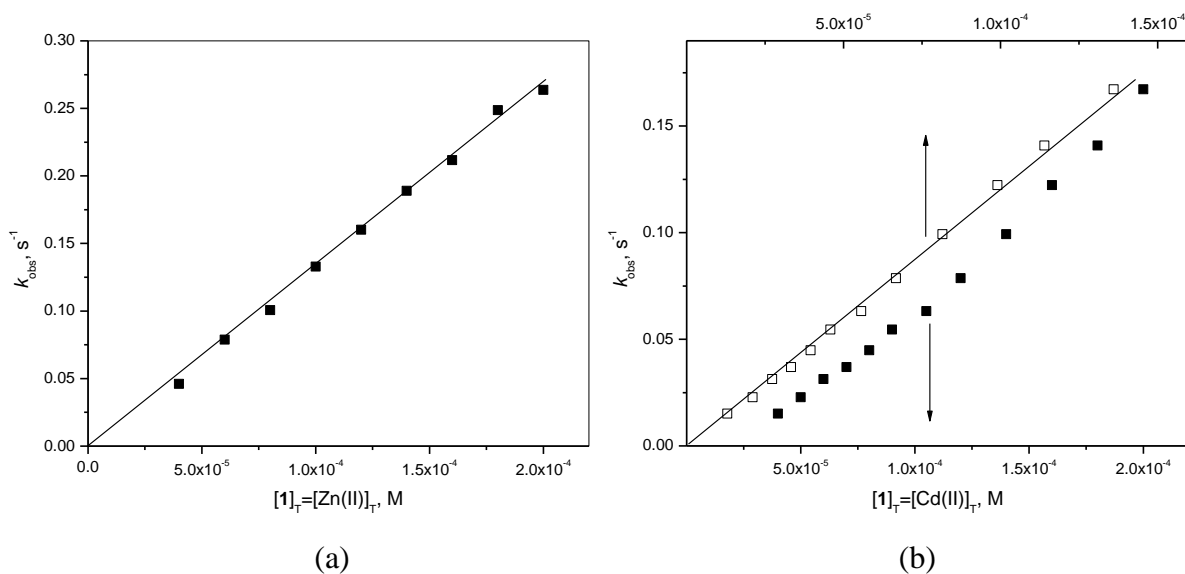 0.30
0.25
0.20
0.15
0.10
0.05
0.00
k_obs, s^-1
0.0 5.0x10^-5 1.0x10^-4 1.5x10^-4 2.0x10^-4
[1]_T=[Zn(II)]_T, M
(a)
5.0x10^-5 1.0x10^-4 1.5x10^-4
0.15
0.10
0.05
0.00
k_obs, s^-1
5.0x10^-5 1.0x10^-4 1.5x10^-4 2.0x10^-4
[1]_T=[Cd(II)]_T, M
(b)